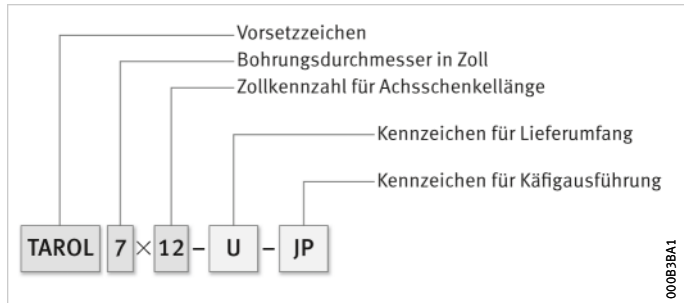 Vorsetzzeichen
Bohrungsdurchmesser in Zoll
Zollkennzahl für Achsschenkellänge
Kennzeichen für Lieferumfang
Kennzeichen für Käfigausführung
TAROL 7 × 12 – U – JP
000B3BA1